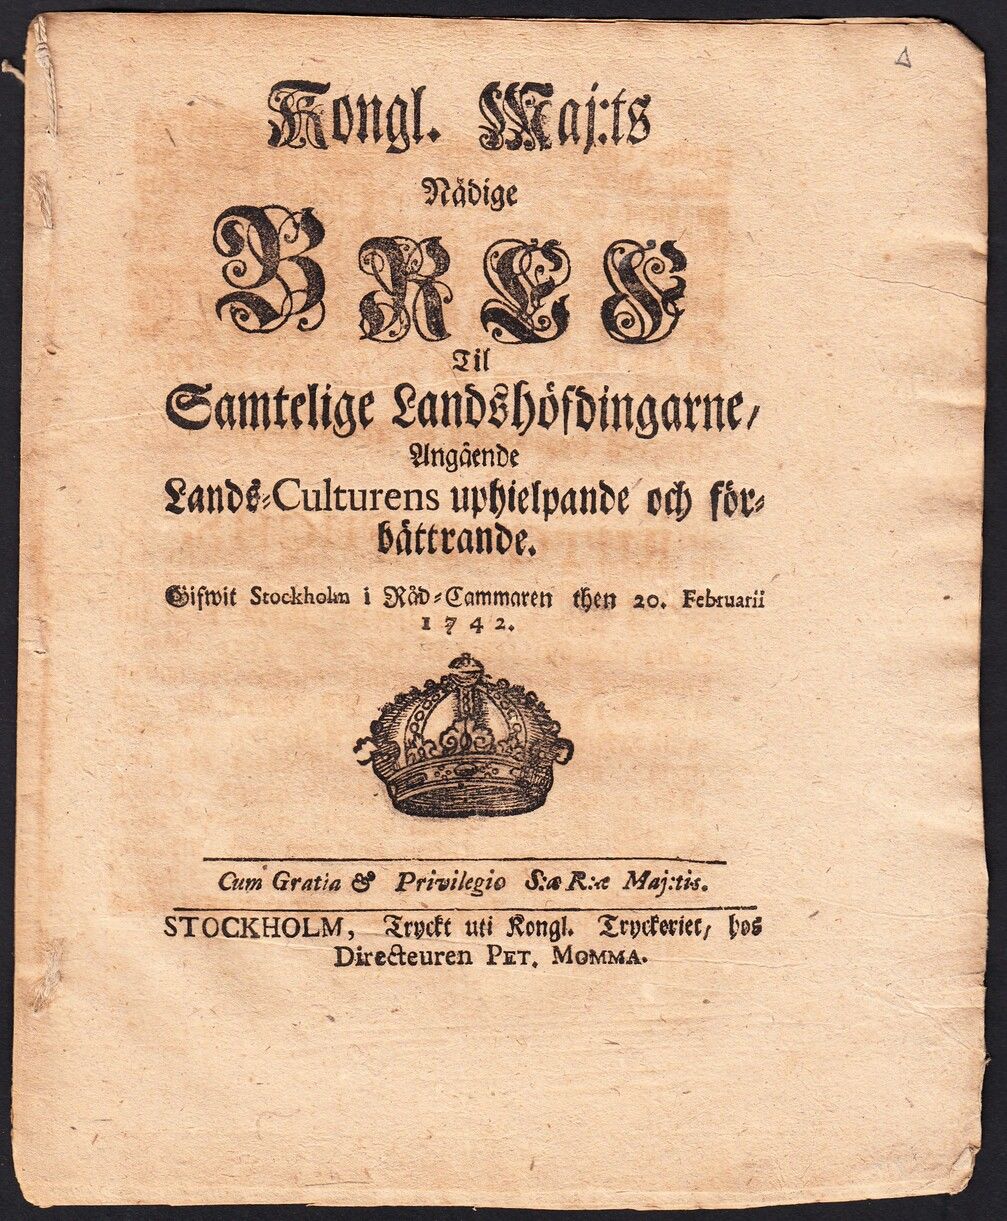 Kongl. Maj:ts
Nådige
BREF
Til
Samtelige Landshöfdingarne/
Angående
Lands-Culturens uphielpande och för-
bättrande.
Gifwit Stockholm i Råd-Cammaren then 20. Februarii
1742.
Cum Gratia & Privilegio S:æ R:æ Maj:tis.
STOCKHOLM, Tryckt uti Kongl. Tryckeriet, hos
Directeuren PET. MOMMA.